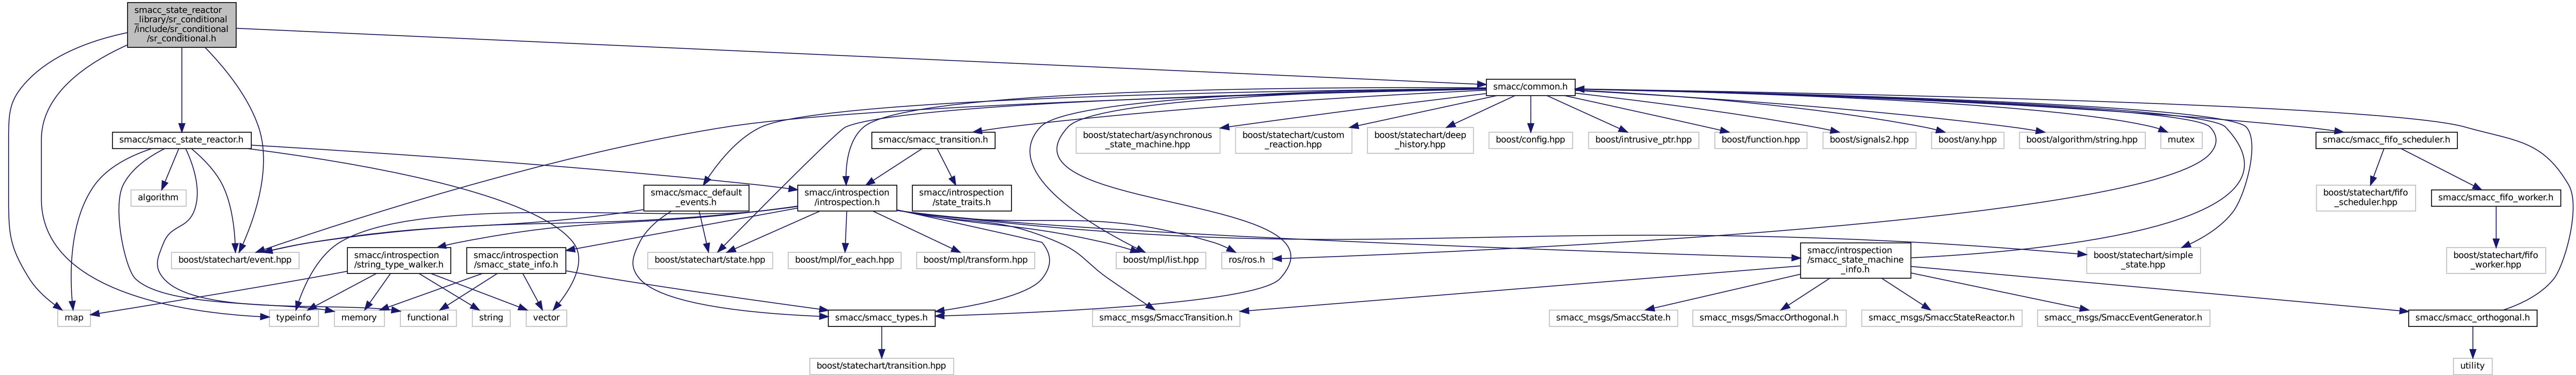 smacc_state_reactor
_library/sr_conditional
/include/sr_conditional
/sr_conditional.h
smacc/common.h
smacc/smacc_state_reactor.h
smacc/smacc_transition.h
boost/statechart/asynchronous
_state_machine.hpp
boost/statechart/custom
_reaction.hpp
boost/statechart/deep
_history.hpp
boost/config.hpp
boost/intrusive_ptr.hpp
boost/function.hpp
boost/signals2.hpp
boost/any.hpp
boost/algorithm/string.hpp
mutex
smacc/smacc_fifo_scheduler.h
algorithm
smacc/smacc_default
_events.h
smacc/introspection
/introspection.h
smacc/introspection
/state_traits.h
boost/statechart/fifo
_scheduler.hpp
smacc/smacc_fifo_worker.h
boost/statechart/event.hpp
smacc/introspection
/string_type_walker.h
smacc/introspection
/smacc_state_info.h
boost/statechart/state.hpp
boost/mpl/for_each.hpp
boost/mpl/transform.hpp
boost/mpl/list.hpp
ros/ros.h
smacc/introspection
/smacc_state_machine
_info.h
boost/statechart/simple
_state.hpp
boost/statechart/fifo
_worker.hpp
map
typeinfo
memory
functional
string
vector
smacc/smacc_types.h
smacc_msgs/SmaccTransition.h
smacc_msgs/SmaccState.h
smacc_msgs/SmaccOrthogonal.h
smacc_msgs/SmaccStateReactor.h
smacc_msgs/SmaccEventGenerator.h
smacc/smacc_orthogonal.h
boost/statechart/transition.hpp
utility